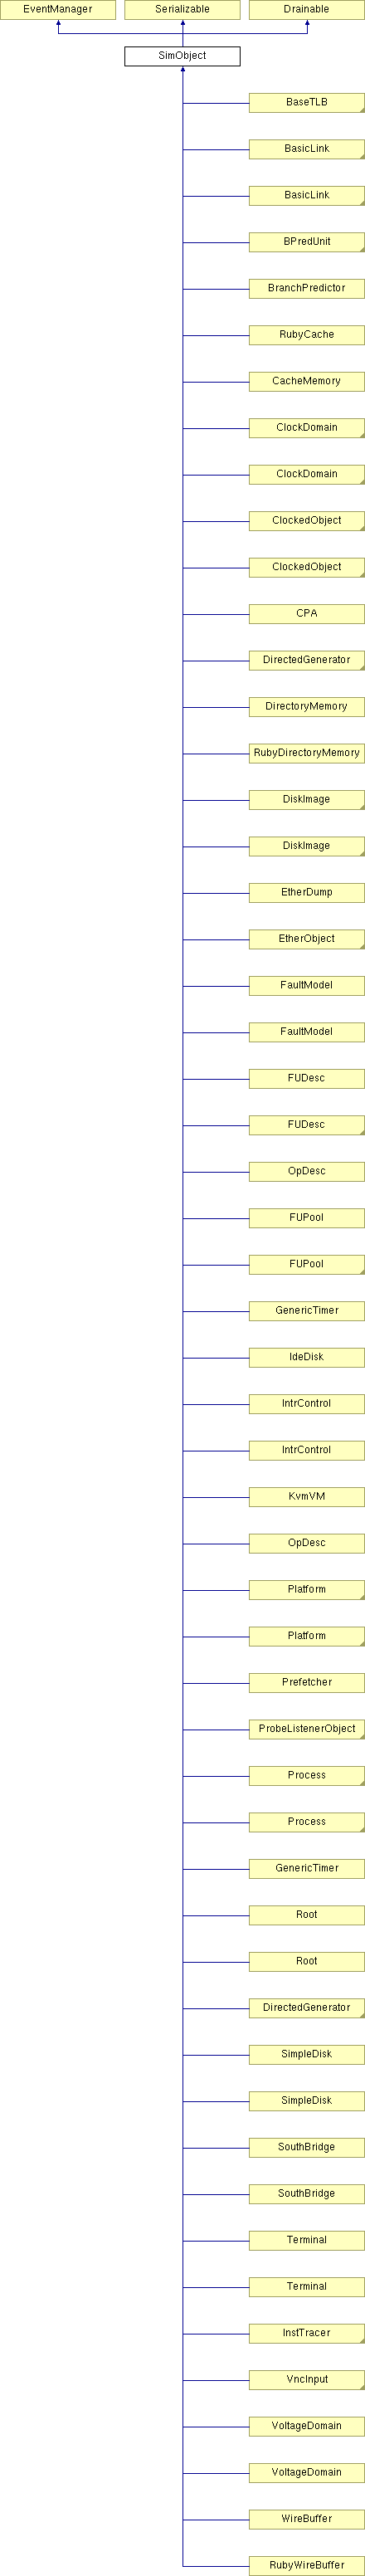 EventManager Serializable Drainable
SimObject
BaseTLB
BasicLink
BasicLink
BPredUnit
BranchPredictor
RubyCache
CacheMemory
ClockDomain
ClockDomain
ClockedObject
ClockedObject
CPA
DirectedGenerator
DirectoryMemory
RubyDirectoryMemory
DiskImage
DiskImage
EtherDump
EtherObject
FaultModel
FaultModel
FUDesc
FUDesc
OpDesc
FUPool
FUPool
GenericTimer
IdeDisk
IntrControl
IntrControl
KvmVM
OpDesc
Platform
Platform
Prefetcher
ProbeListenerObject
Process
Process
GenericTimer
Root
Root
DirectedGenerator
SimpleDisk
SimpleDisk
SouthBridge
SouthBridge
Terminal
Terminal
InstTracer
VncInput
VoltageDomain
VoltageDomain
WireBuffer
RubyWireBuffer